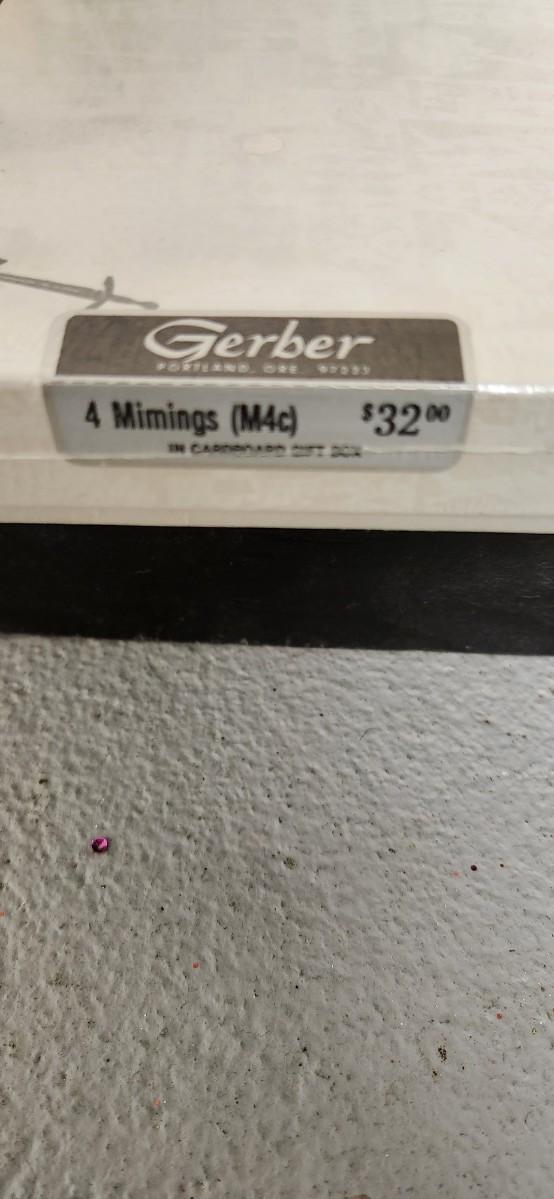 Gerber
PORTLAND, ORE. 97223
4 Mimings (M4c) $32.00
IN CARDBOARD GIFT BOX